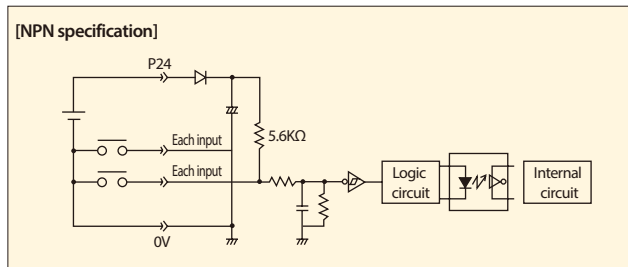 [NPN specification]
P24
Each input
5.6KΩ
Each input
Logic
circuit
Internal
circuit
0V